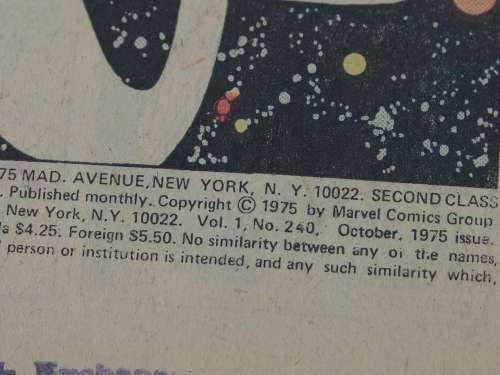 75 MAD. AVENUE, NEW YORK, N. Y. 10022. SECOND CLASS
. Published monthly. Copyright © 1975 by Marvel Comics Group
New York, N.Y. 10022. Vol. 1, No. 240, October, 1975 issue.
a $4.25. Foreign $5.50. No similarity between any of the names,
person or institution is intended, and any such similarity which,